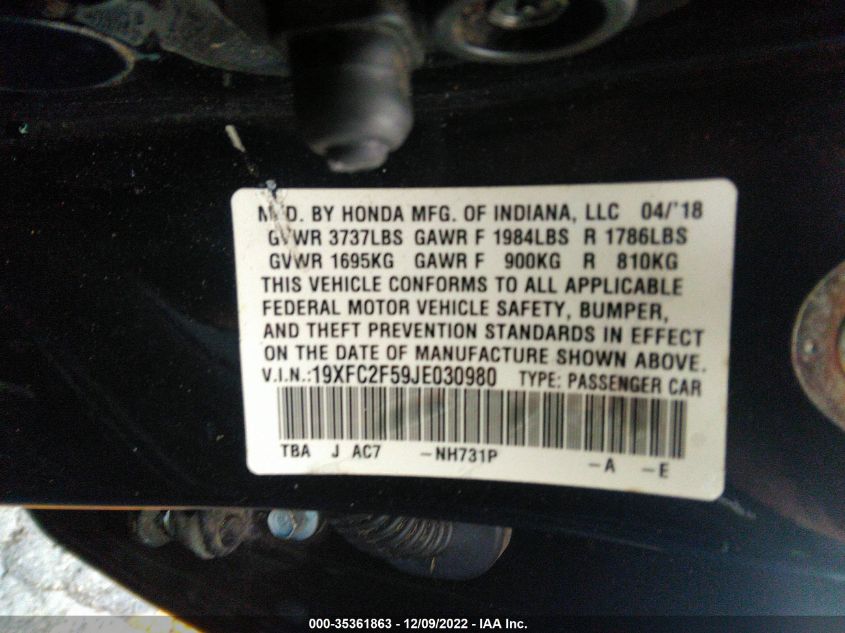 MFD. BY HONDA MFG. OF INDIANA, LLC 04/'18
GVWR 3737LBS GAWR F 1984LBS R 1786LBS
GVWR 1695KG GAWR F 900KG R 810KG
THIS VEHICLE CONFORMS TO ALL APPLICABLE
FEDERAL MOTOR VEHICLE SAFETY, BUMPER,
AND THEFT PREVENTION STANDARDS IN EFFECT
ON THE DATE OF MANUFACTURE SHOWN ABOVE.
V.I.N.:19XFC2F59JE030980 TYPE: PASSENGER CAR
TBA J AC7 -NH731P -A -E
000-35361863 - 12/09/2022 - IAA Inc.